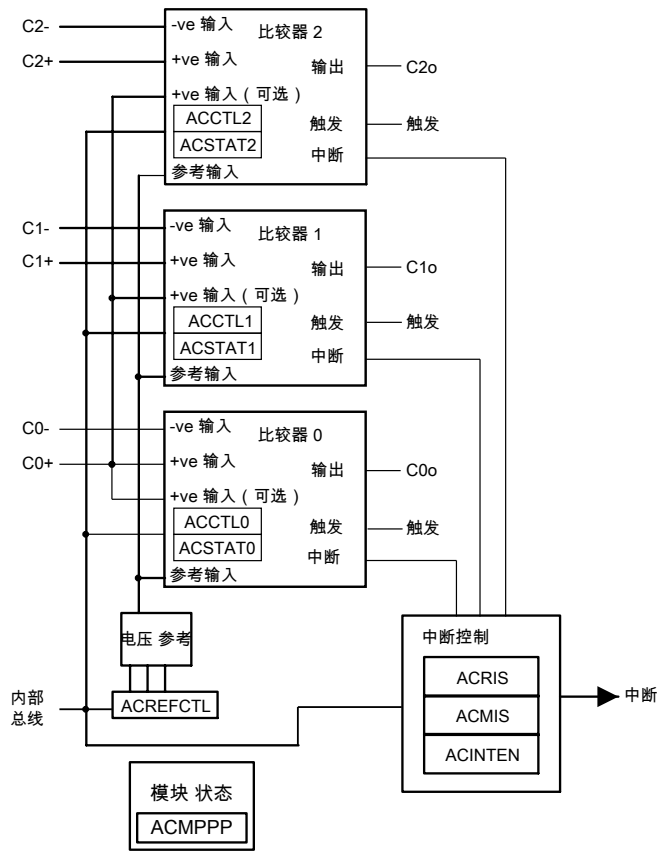 C2-
-ve 输入
比较器 2
C2+
+ve 输入
输出
C2o
+ve 输入（可选）
ACCTL2
触发
触发
ACSTAT2
中断
参考输入
C1-
-ve 输入
比较器 1
C1+
+ve 输入
输出
C1o
+ve 输入（可选）
ACCTL1
触发
触发
ACSTAT1
中断
参考输入
C0-
-ve 输入
比较器 0
C0+
+ve 输入
输出
C0o
+ve 输入（可选）
ACCTL0
触发
触发
ACSTAT0
中断
参考输入
电压 参考
中断控制
ACRIS
内部
总线
ACREFCTL
中断
ACMIS
ACINTEN
模块 状态
ACMPPP